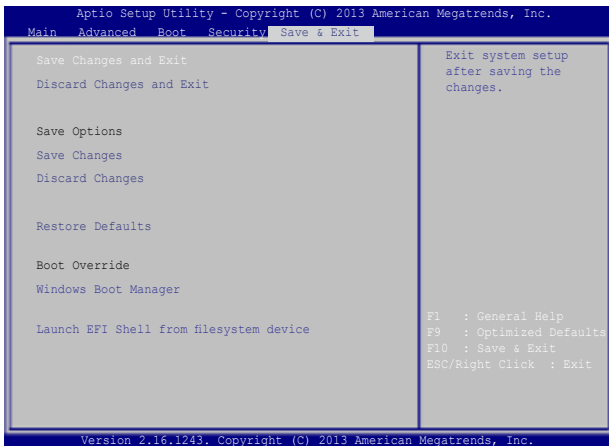 Aptio Setup Utility - Copyright (C) 2013 American Megatrends, Inc.
Main Advanced Boot Security Save & Exit
Save Changes and Exit
Discard Changes and Exit
Save Options
Save Changes
Discard Changes
Restore Defaults
Boot Override
Windows Boot Manager
Launch EFI Shell from filesystem device
Exit system setup
after saving the
changes.
F1 : General Help
F9 : Optimized Defaults
F10 : Save & Exit
ESC/Right Click : Exit
Version 2.16.1243. Copyright (C) 2013 American Megatrends, Inc.